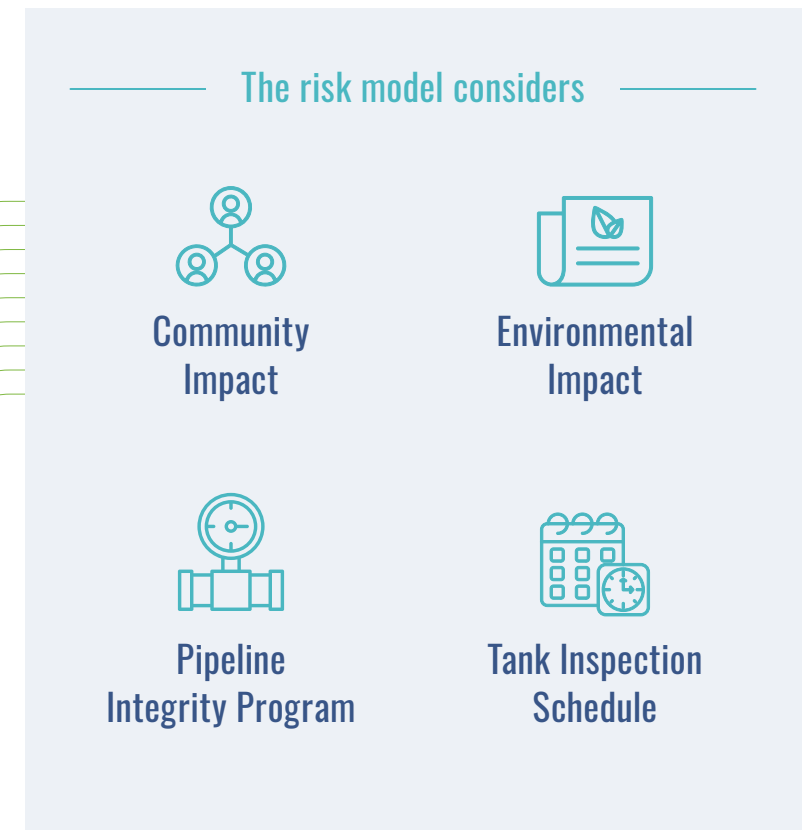 The risk model considers
Community
Impact
Environmental
Impact
Pipeline
Integrity Program
Tank Inspection
Schedule